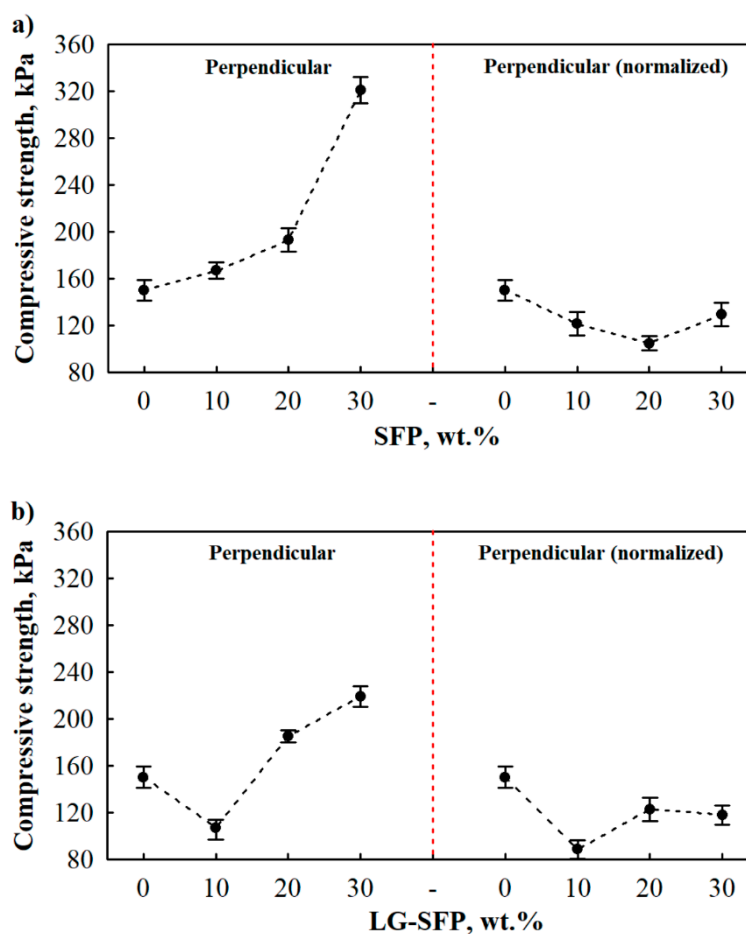 a)
Compressive strength, kPa
360
320
280
240
200
160
120
80
Perpendicular
Perpendicular (normalized)
0 10 20 30 - 0 10 20 30
SFP, wt.%
b)
Compressive strength, kPa
360
320
280
240
200
160
120
80
Perpendicular
Perpendicular (normalized)
0 10 20 30 - 0 10 20 30
LG-SFP, wt.%